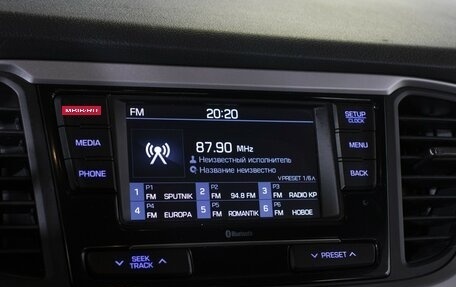 FM 20:20
SETUP
CLOCK
MEDIA
87.90 MHz
MENU
Неизвестный исполнитель
PHONE
Название неизвестно
BACK
PRESET 1/6
1 P1 FM SPUTNIK 2 P2 FM 94.8 FM 3 P3 FM RADIO KP
4 P4 FM EUROPA 5 P5 FM ROMANTIK 6 P6 FM НОВОЕ
Bluetooth
SEEK
TRACK
PRESET